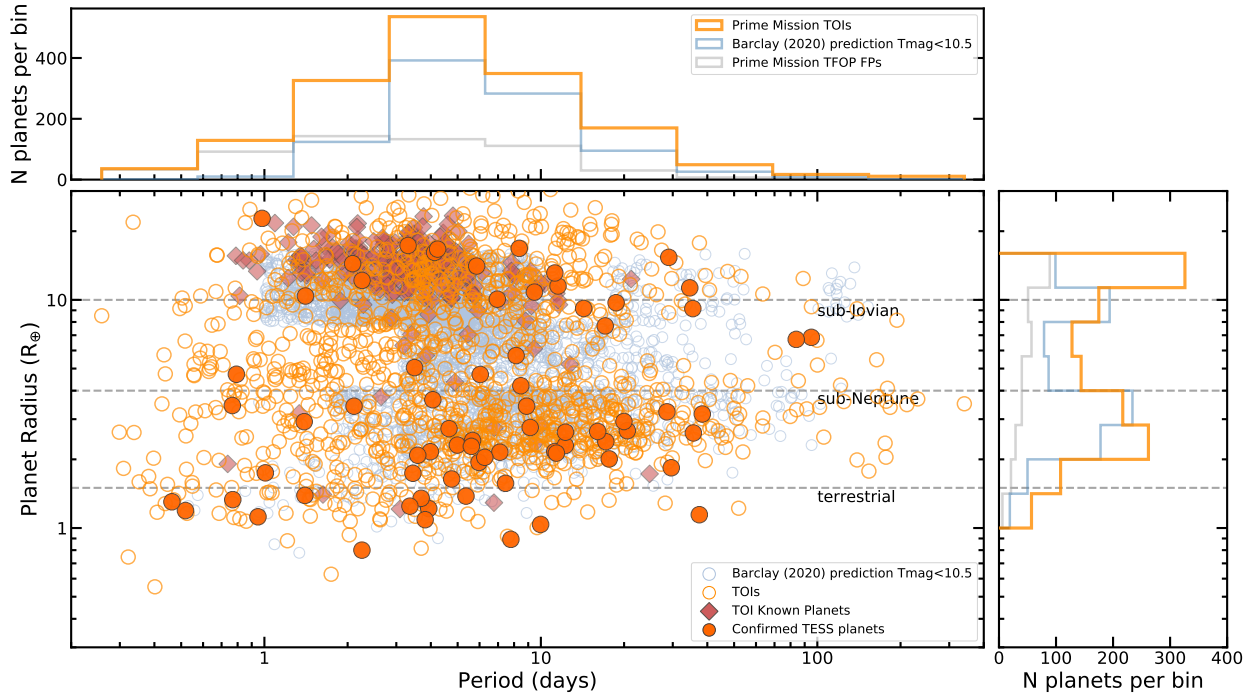 N planets per bin
400
200
0
Prime Mission TOIs
Barclay (2020) prediction Tmag<10.5
Prime Mission TFOP FPs
Planet Radius (R⊕)
10
1
sub-Jovian
sub-Neptune
terrestrial
Barclay (2020) prediction Tmag<10.5
TOIs
TOI Known Planets
Confirmed TESS planets
1 10 100
Period (days)
0 100 200 300 400
N planets per bin